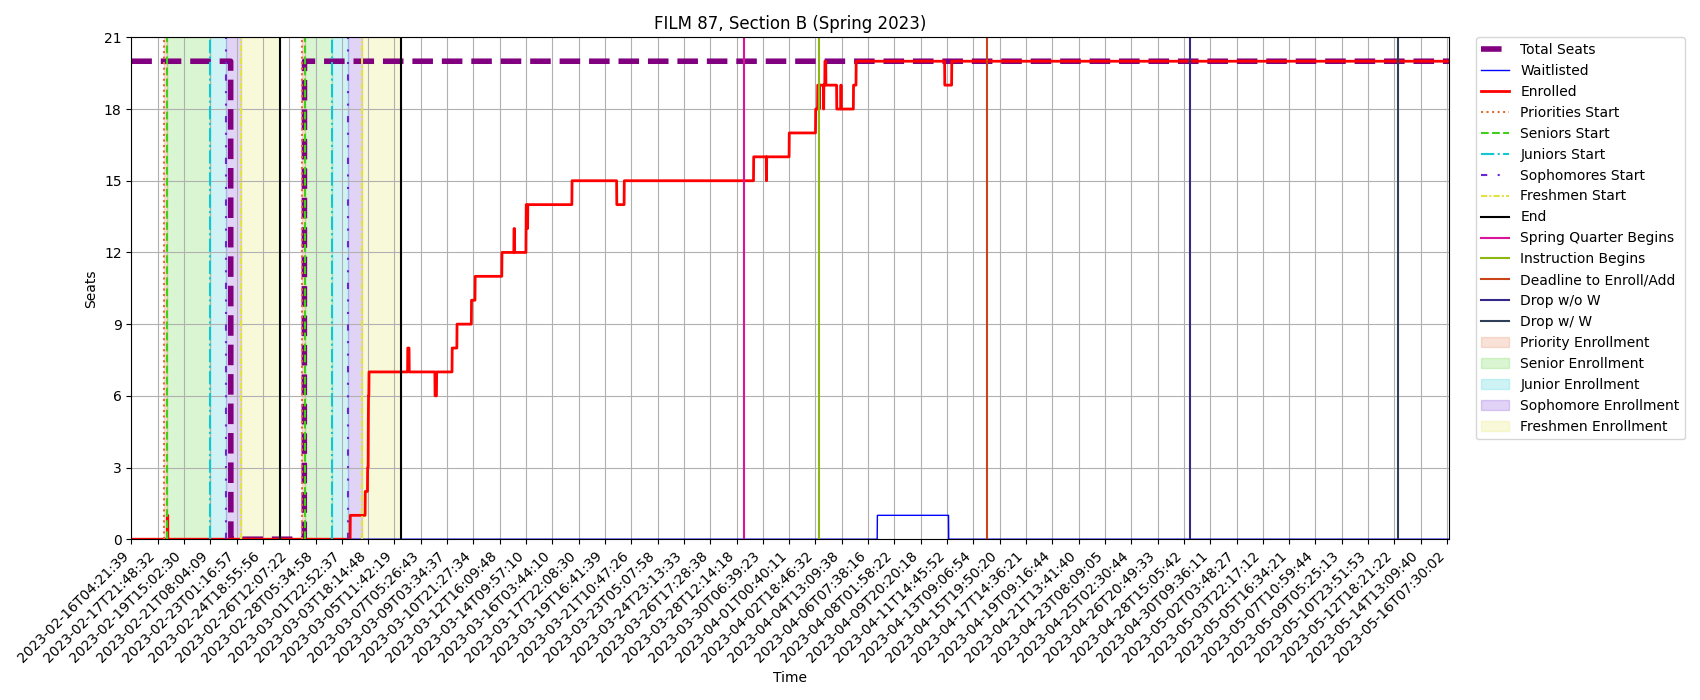 FILM 87, Section B (Spring 2023)
21
18
15
12
9
6
3
0
Seats
2023-02-16T04:21:39
2023-02-17T21:48:32
2023-02-19T15:02:30
2023-02-21T08:04:09
2023-02-23T01:16:57
2023-02-24T18:55:56
2023-02-26T12:07:22
2023-02-28T05:34:58
2023-03-01T22:52:37
2023-03-03T18:14:48
2023-03-05T11:42:19
2023-03-07T05:26:43
2023-03-09T03:34:37
2023-03-10T21:27:34
2023-03-12T16:09:48
2023-03-14T09:57:10
2023-03-16T03:44:10
2023-03-17T22:08:30
2023-03-19T16:41:39
2023-03-21T10:47:26
2023-03-23T05:07:58
2023-03-24T23:13:33
2023-03-26T17:28:38
2023-03-28T12:14:18
2023-03-30T06:39:23
2023-04-01T00:40:11
2023-04-02T18:46:32
2023-04-04T13:09:38
2023-04-06T07:38:16
2023-04-08T01:58:22
2023-04-09T20:20:18
2023-04-11T14:45:52
2023-04-13T09:06:54
2023-04-15T19:50:20
2023-04-17T14:36:21
2023-04-19T09:16:44
2023-04-21T13:41:40
2023-04-23T08:09:05
2023-04-25T02:30:44
2023-04-26T20:49:33
2023-04-28T15:05:42
2023-04-30T09:36:11
2023-05-02T03:48:27
2023-05-03T22:17:12
2023-05-05T16:34:21
2023-05-07T10:59:44
2023-05-09T05:25:13
2023-05-10T23:51:53
2023-05-12T18:21:22
2023-05-14T13:09:40
2023-05-16T07:30:02
Time
Total Seats
Waitlisted
Enrolled
Priorities Start
Seniors Start
Juniors Start
Sophomores Start
Freshmen Start
End
Spring Quarter Begins
Instruction Begins
Deadline to Enroll/Add
Drop w/o W
Drop w/ W
Priority Enrollment
Senior Enrollment
Junior Enrollment
Sophomore Enrollment
Freshmen Enrollment